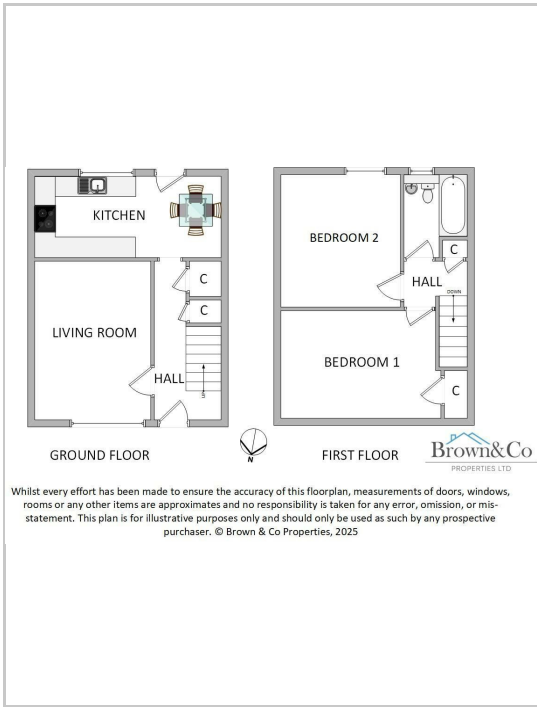 KITCHEN
C
C
LIVING ROOM
HALL
UP
BEDROOM 2
C
HALL
DOWN
BEDROOM 1
C
GROUND FLOOR
N
FIRST FLOOR
Brown&Co
PROPERTIES LTD
Whilst every effort has been made to ensure the accuracy of this floorplan, measurements of doors, windows,
rooms or any other items are approximates and no responsibility is taken for any error, omission, or mis-
statement. This plan is for illustrative purposes only and should only be used as such by any prospective
purchaser. © Brown & Co Properties, 2025